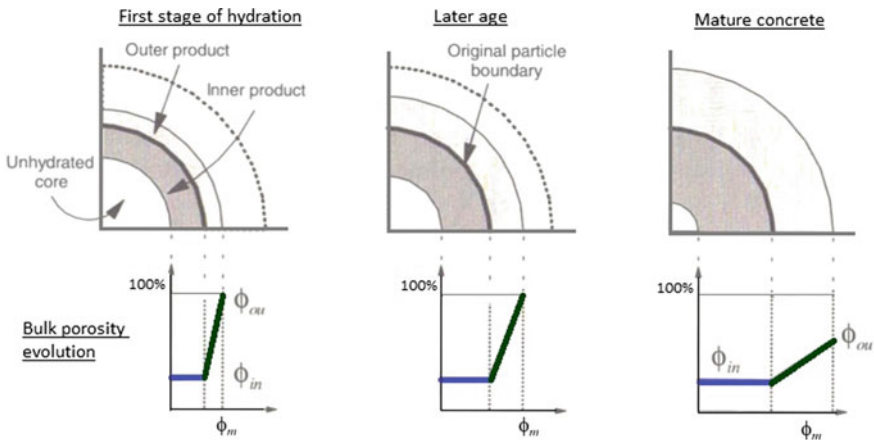 First stage of hydration
Later age
Mature concrete
Outer product
Original particle
boundary
Inner product
Unhydrated
core
100%
100%
100%
ϕou
Bulk porosity
evolution
ϕin
ϕin
ϕou
ϕm
ϕm
ϕm